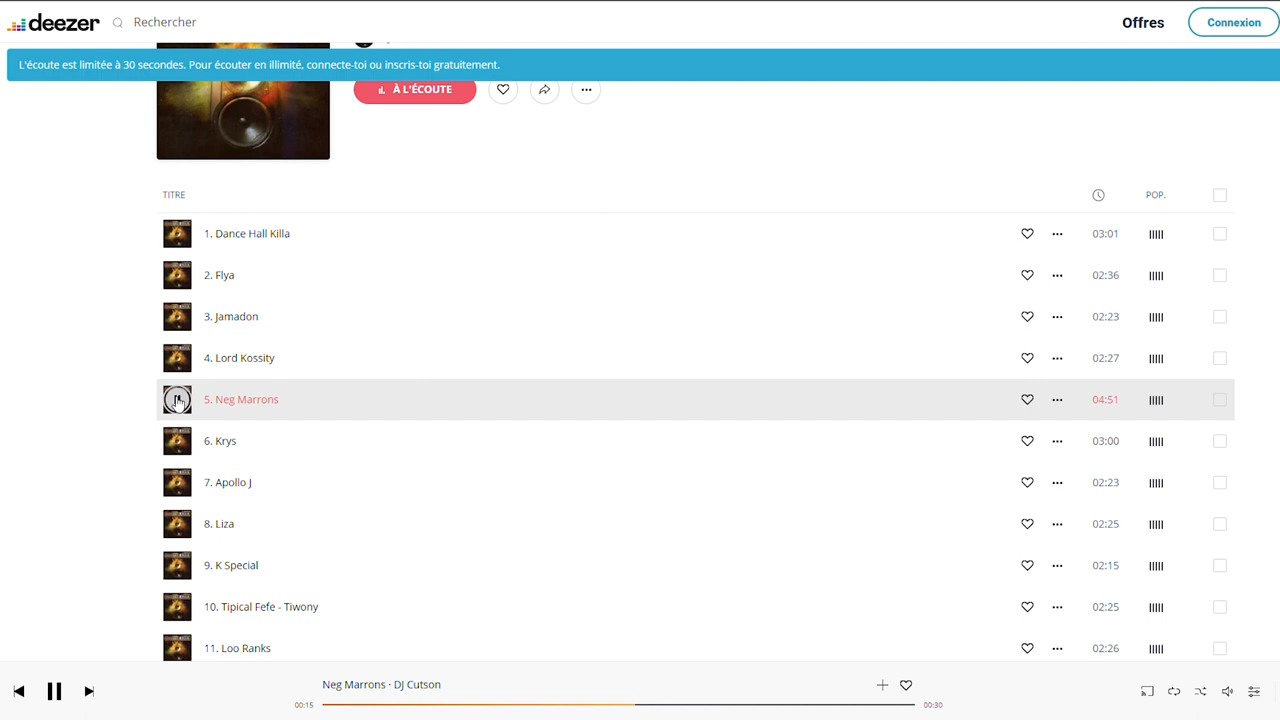 deezer
Rechercher
Offres
Connexion
L'écoute est limitée à 30 secondes. Pour écouter en illimité, connecte-toi ou inscris-toi gratuitement.
À L'ÉCOUTE
TITRE POP.
1. Dance Hall Killa 03:01
2. Flya 02:36
3. Jamadon 02:23
4. Lord Kossity 02:27
5. Neg Marrons 04:51
6. Krys 03:00
7. Apollo J 02:23
8. Liza 02:25
9. K Special 02:15
10. Tipical Fefe - Tiwony 02:25
11. Loo Ranks 02:26
Neg Marrons · DJ Cutson
00:15 00:30